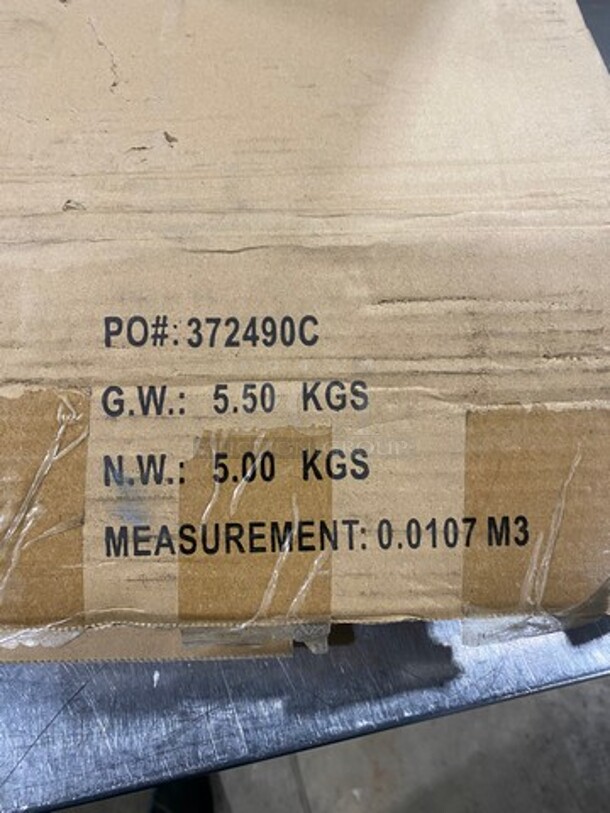 PO#: 372490C
G.W.: 5.50 KGS
N.W.: 5.00 KGS
MEASUREMENT: 0.0107 M3